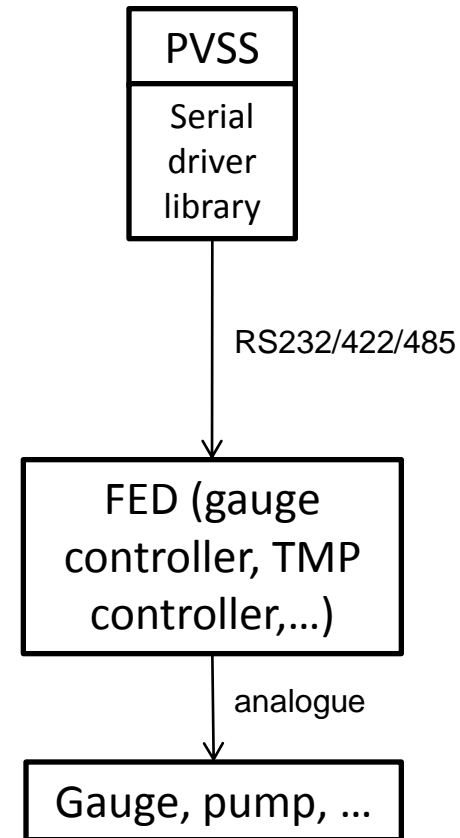 PVSS
Serial
driver
library
RS232/422/485
FED (gauge
controller, TMP
controller,…)
analogue
Gauge, pump, …